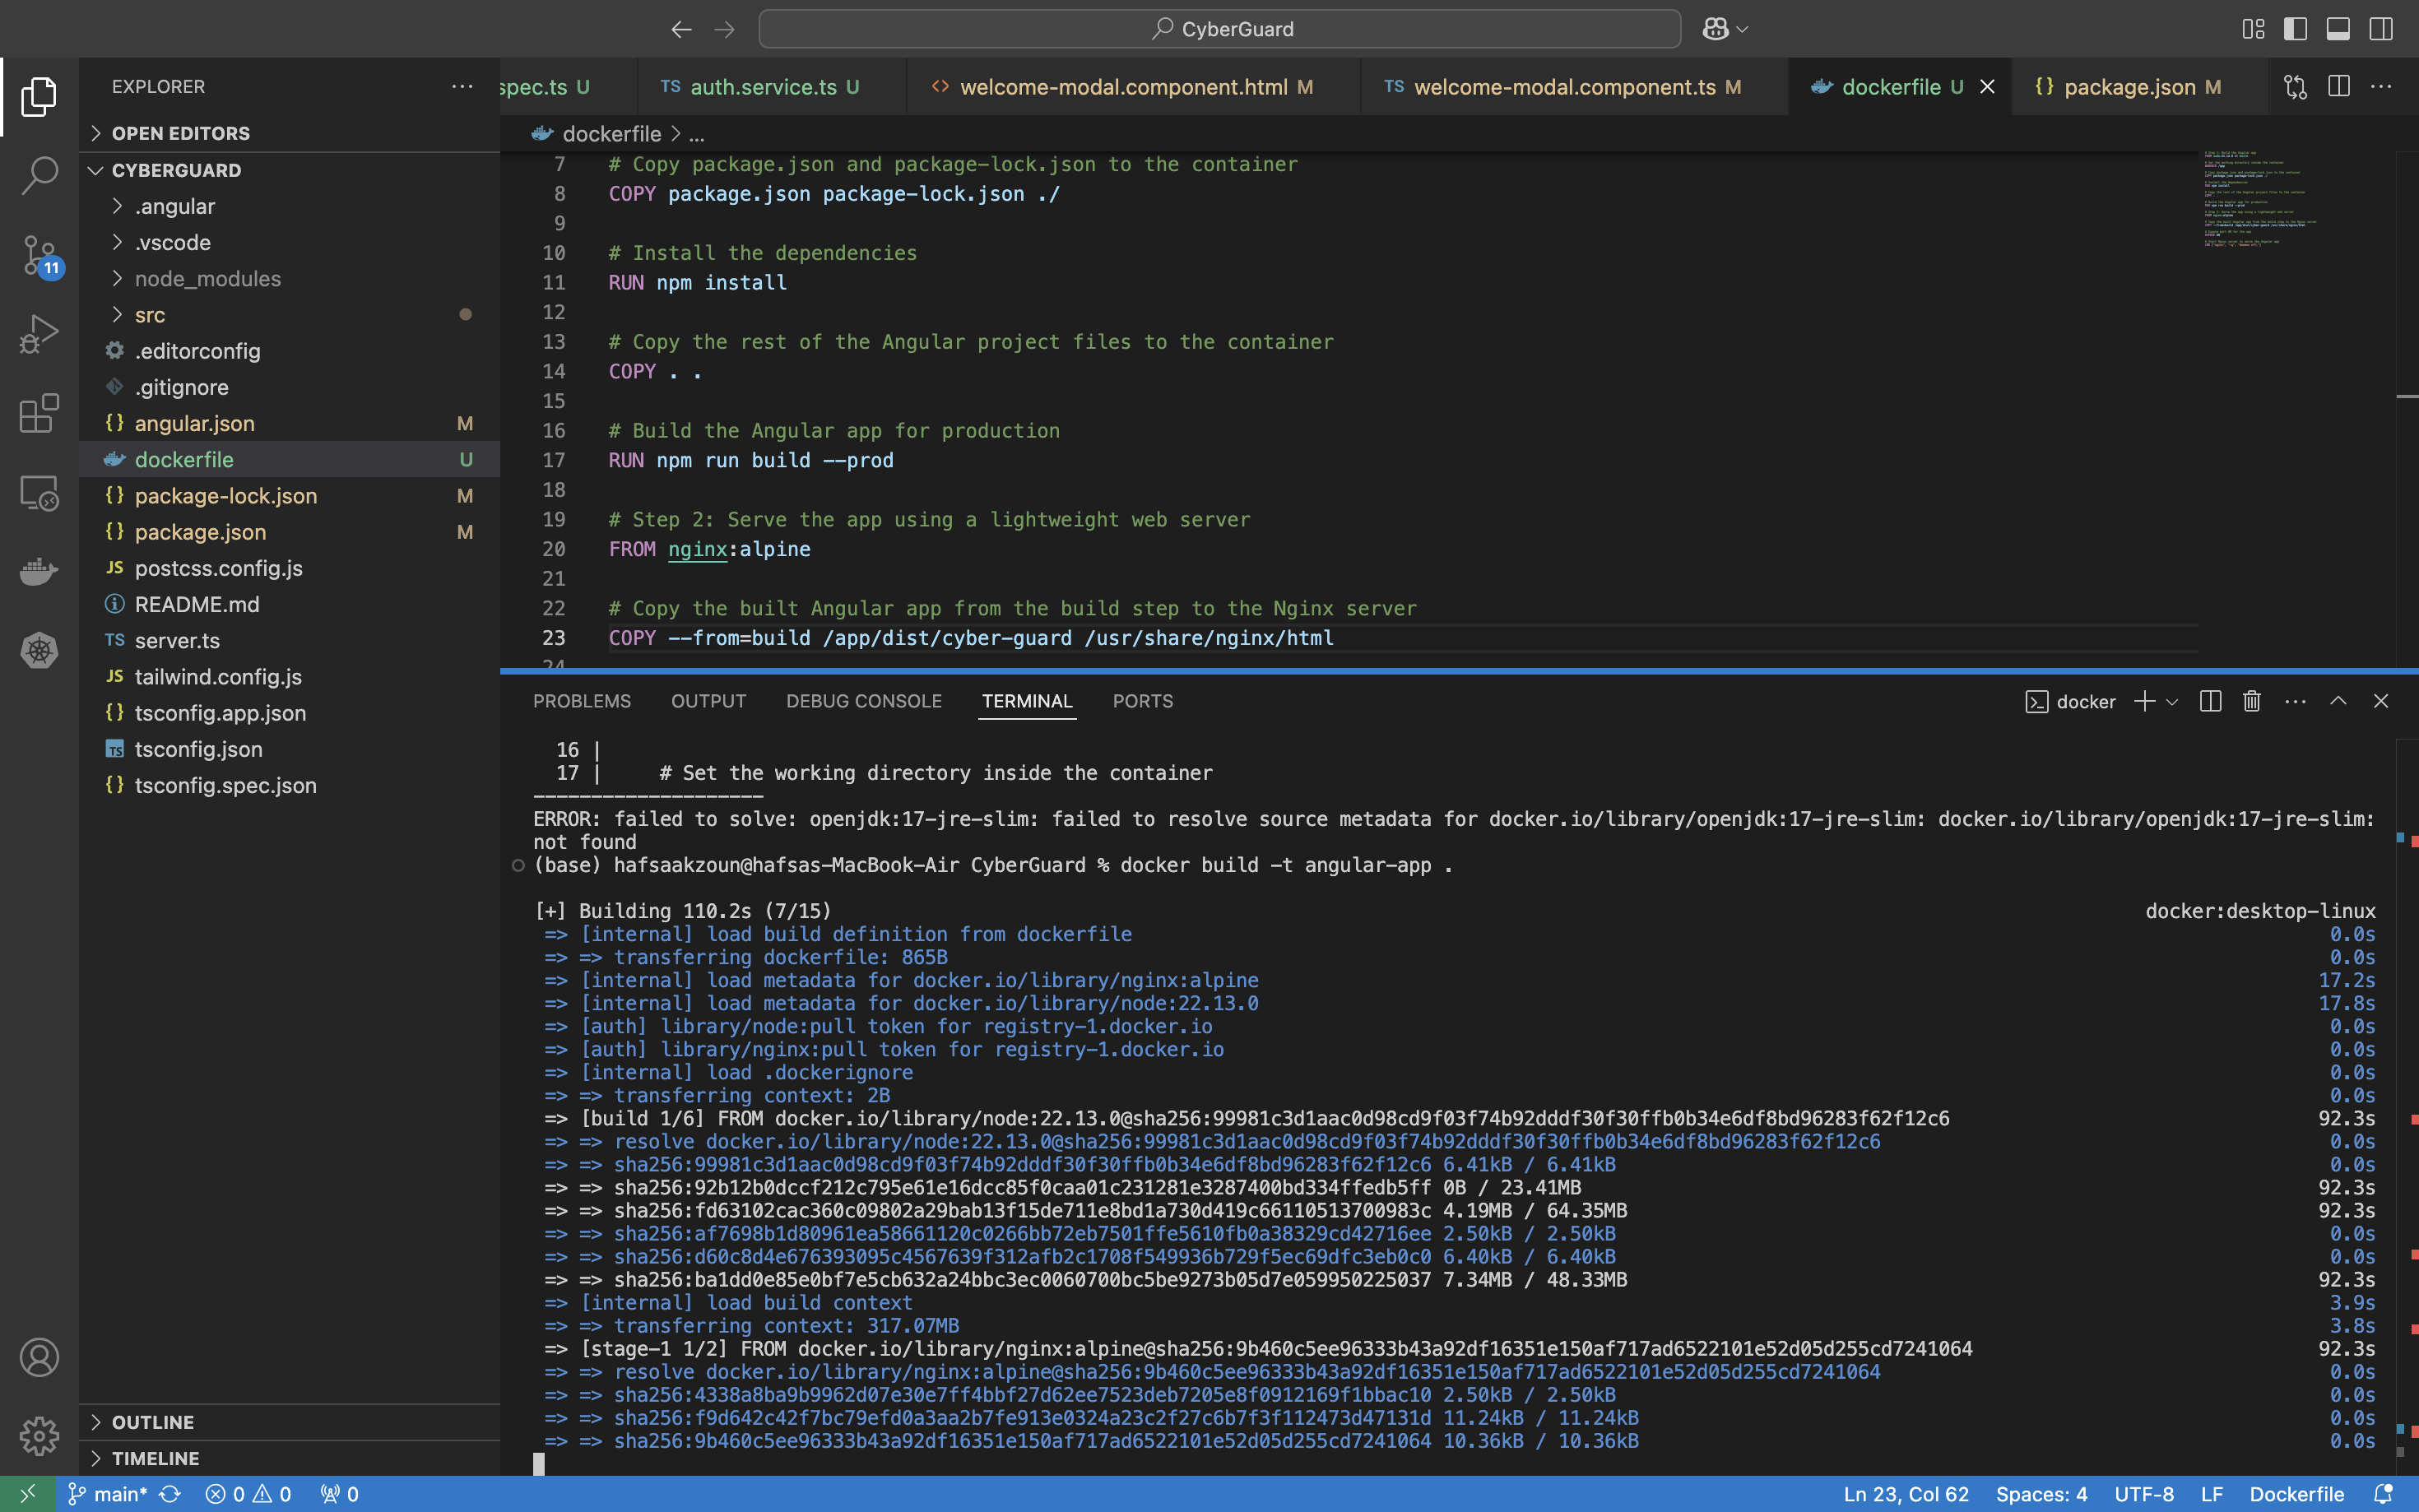 CyberGuard
EXPLORER
OPEN EDITORS
CYBERGUARD
.angular
.vscode
node_modules
src
.editorconfig
.gitignore
angular.json M
dockerfile U
package-lock.json M
package.json M
postcss.config.js
README.md
server.ts
tailwind.config.js
tsconfig.app.json
tsconfig.json
tsconfig.spec.json
OUTLINE
TIMELINE
11
spec.ts U
TS auth.service.ts U
<> welcome-modal.component.html M
TS welcome-modal.component.ts M
dockerfile U
{} package.json M
dockerfile > ...
7 # Copy package.json and package-lock.json to the container
8 COPY package.json package-lock.json ./
9
10 # Install the dependencies
11 RUN npm install
12
13 # Copy the rest of the Angular project files to the container
14 COPY . .
15
16 # Build the Angular app for production
17 RUN npm run build --prod
18
19 # Step 2: Serve the app using a lightweight web server
20 FROM nginx:alpine
21
22 # Copy the built Angular app from the build step to the Nginx server
23 COPY --from=build /app/dist/cyber-guard /usr/share/nginx/html
24
PROBLEMS OUTPUT DEBUG CONSOLE TERMINAL PORTS
docker
16 |
17 | # Set the working directory inside the container
--------------------
ERROR: failed to solve: openjdk:17-jre-slim: failed to resolve source metadata for docker.io/library/openjdk:17-jre-slim: docker.io/library/openjdk:17-jre-slim:
not found
(base) hafsaakzoun@hafsas-MacBook-Air CyberGuard % docker build -t angular-app .
[+] Building 110.2s (7/15) docker:desktop-linux
=> [internal] load build definition from dockerfile 0.0s
=> => transferring dockerfile: 865B 0.0s
=> [internal] load metadata for docker.io/library/nginx:alpine 17.2s
=> [internal] load metadata for docker.io/library/node:22.13.0 17.8s
=> [auth] library/node:pull token for registry-1.docker.io 0.0s
=> [auth] library/nginx:pull token for registry-1.docker.io 0.0s
=> [internal] load .dockerignore 0.0s
=> => transferring context: 2B 0.0s
=> [build 1/6] FROM docker.io/library/node:22.13.0@sha256:99981c3d1aac0d98cd9f03f74b92dddf30f30ffb0b34e6df8bd96283f62f12c6 92.3s
=> => resolve docker.io/library/node:22.13.0@sha256:99981c3d1aac0d98cd9f03f74b92dddf30f30ffb0b34e6df8bd96283f62f12c6 0.0s
=> => sha256:99981c3d1aac0d98cd9f03f74b92dddf30f30ffb0b34e6df8bd96283f62f12c6 6.41kB / 6.41kB 0.0s
=> => sha256:92b12b0dccf212c795e61e16dcc85f0caa01c231281e3287400bd334ffedb5ff 0B / 23.41MB 92.3s
=> => sha256:fd63102cac360c09802a29bab13f15de711e8bd1a730d419c66110513700983c 4.19MB / 64.35MB 92.3s
=> => sha256:af7698b1d80961ea58661120c0266bb72eb7501ffe5610fb0a38329cd42716ee 2.50kB / 2.50kB 0.0s
=> => sha256:d60c8d4e676393095c4567639f312afb2c1708f549936b729f5ec69dfc3eb0c0 6.40kB / 6.40kB 0.0s
=> => sha256:ba1dd0e85e0bf7e5cb632a24bbc3ec0060700bc5be9273b05d7e059950225037 7.34MB / 48.33MB 92.3s
=> [internal] load build context 3.9s
=> => transferring context: 317.07MB 3.8s
=> [stage-1 1/2] FROM docker.io/library/nginx:alpine@sha256:9b460c5ee96333b43a92df16351e150af717ad6522101e52d05d255cd7241064 92.3s
=> => resolve docker.io/library/nginx:alpine@sha256:9b460c5ee96333b43a92df16351e150af717ad6522101e52d05d255cd7241064 0.0s
=> => sha256:4338a8ba9b9962d07e30e7ff4bbf27d62ee7523deb7205e8f0912169f1bbac10 2.50kB / 2.50kB 0.0s
=> => sha256:f9d642c42f7bc79efd0a3aa2b7fe913e0324a23c2f27c6b7f3f112473d47131d 11.24kB / 11.24kB 0.0s
=> => sha256:9b460c5ee96333b43a92df16351e150af717ad6522101e52d05d255cd7241064 10.36kB / 10.36kB 0.0s
main* 0 0 0
Ln 23, Col 62 Spaces: 4 UTF-8 LF Dockerfile